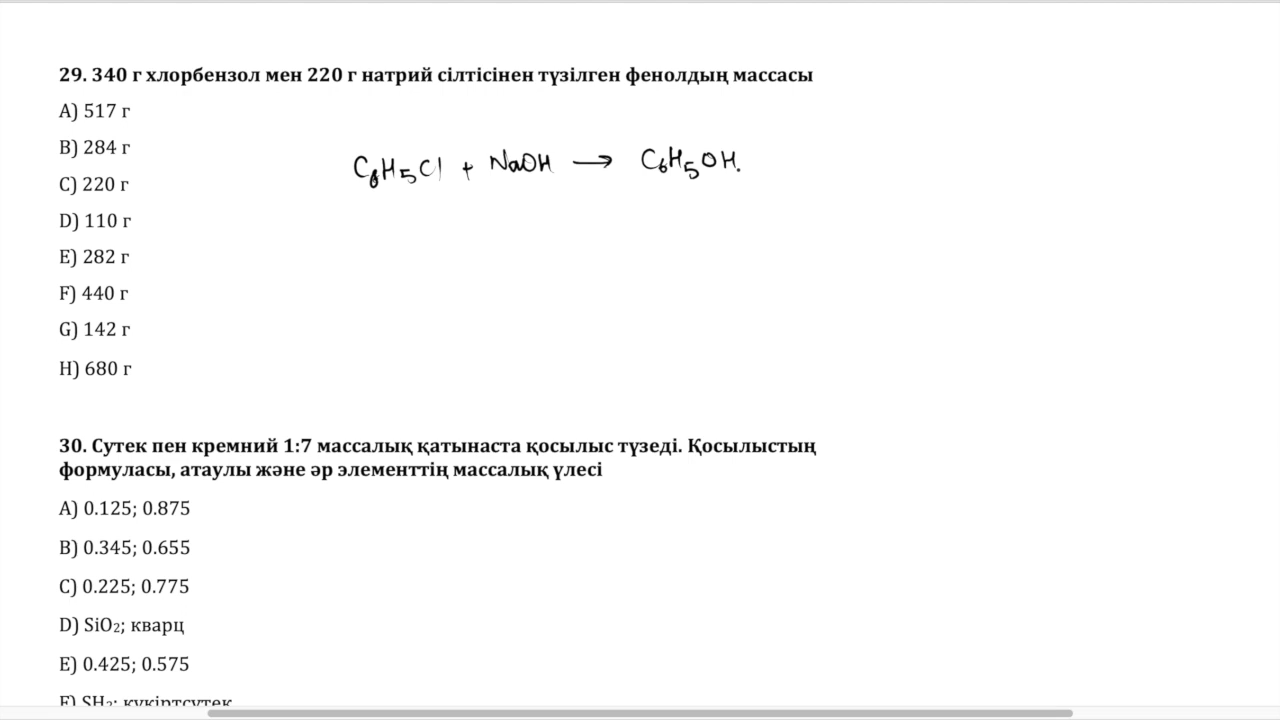 29. 340 г хлорбензол мен 220 г натрий сілтісінен түзілген фенолдың массасы
A) 517 г
B) 284 г
C₆H₅Cl + NaOH → C₆H₅OH.
C) 220 г
D) 110 г
E) 282 г
F) 440 г
G) 142 г
H) 680 г
30. Сутек пен кремний 1:7 массалық қатынаста қосылыс түзеді. Қосылыстың
формуласы, атаулы және әр элементтің массалық үлесі
A) 0.125; 0.875
B) 0.345; 0.655
C) 0.225; 0.775
D) SiO₂; кварц
E) 0.425; 0.575
F) SH₂; күкіртсутек